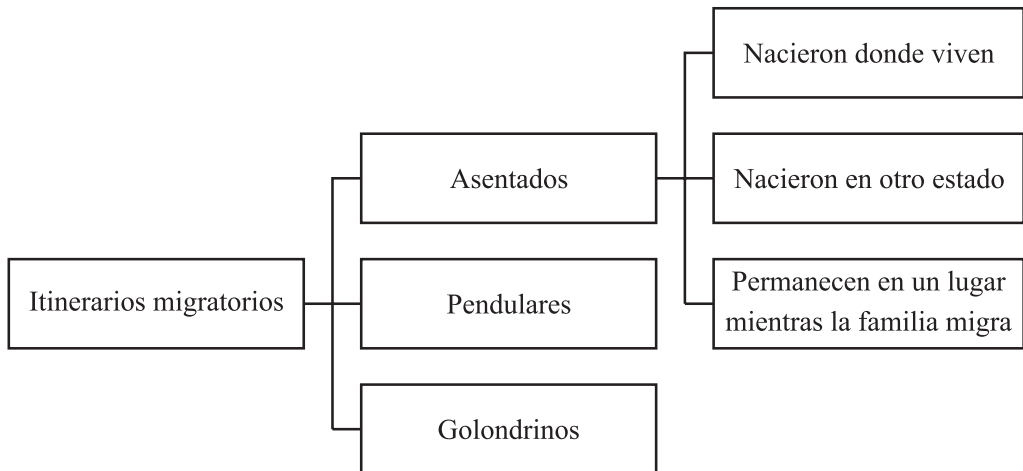 Itinerarios migratorios
Asentados
Pendulares
Golondrinos
Nacieron donde viven
Nacieron en otro estado
Permanecen en un lugar
mientras la familia migra